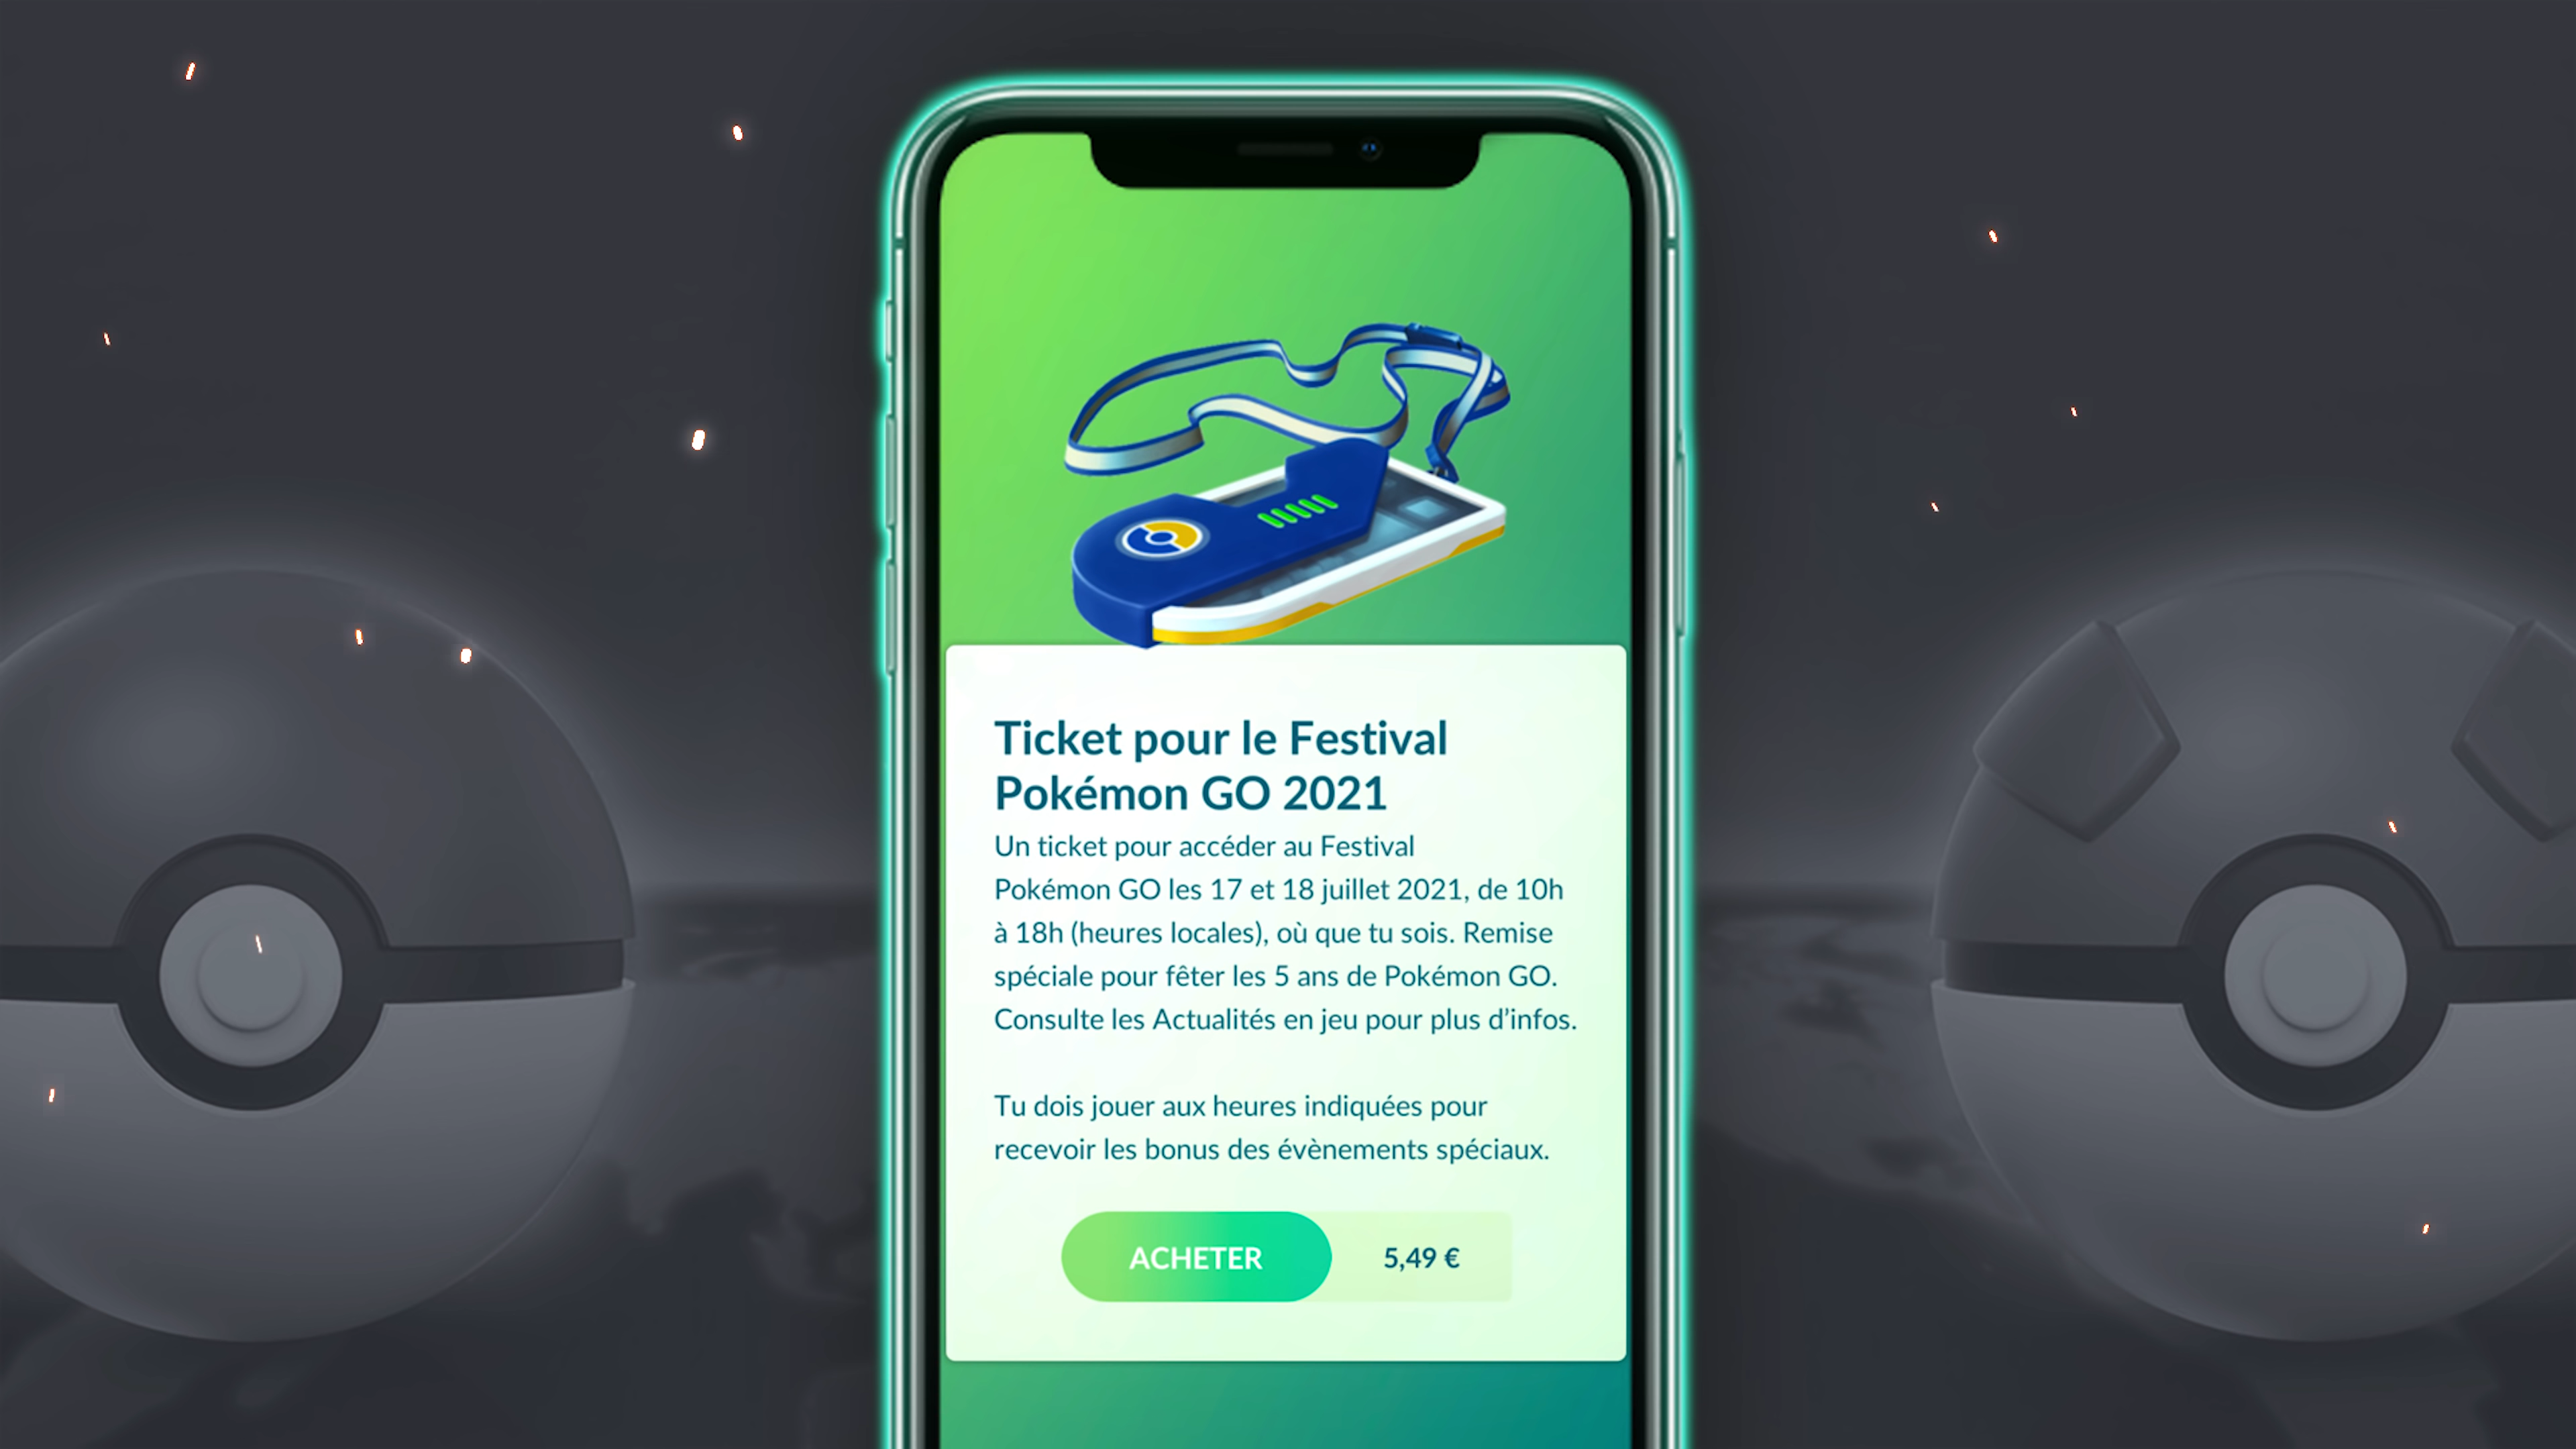 Ticket pour le Festival
Pokémon GO 2021
Un ticket pour accéder au Festival
Pokémon GO les 17 et 18 juillet 2021, de 10h
à 18h (heures locales), où que tu sois. Remise
spéciale pour fêter les 5 ans de Pokémon GO.
Consulte les Actualités en jeu pour plus d’infos.
Tu dois jouer aux heures indiquées pour
recevoir les bonus des évènements spéciaux.
ACHETER 5,49 €